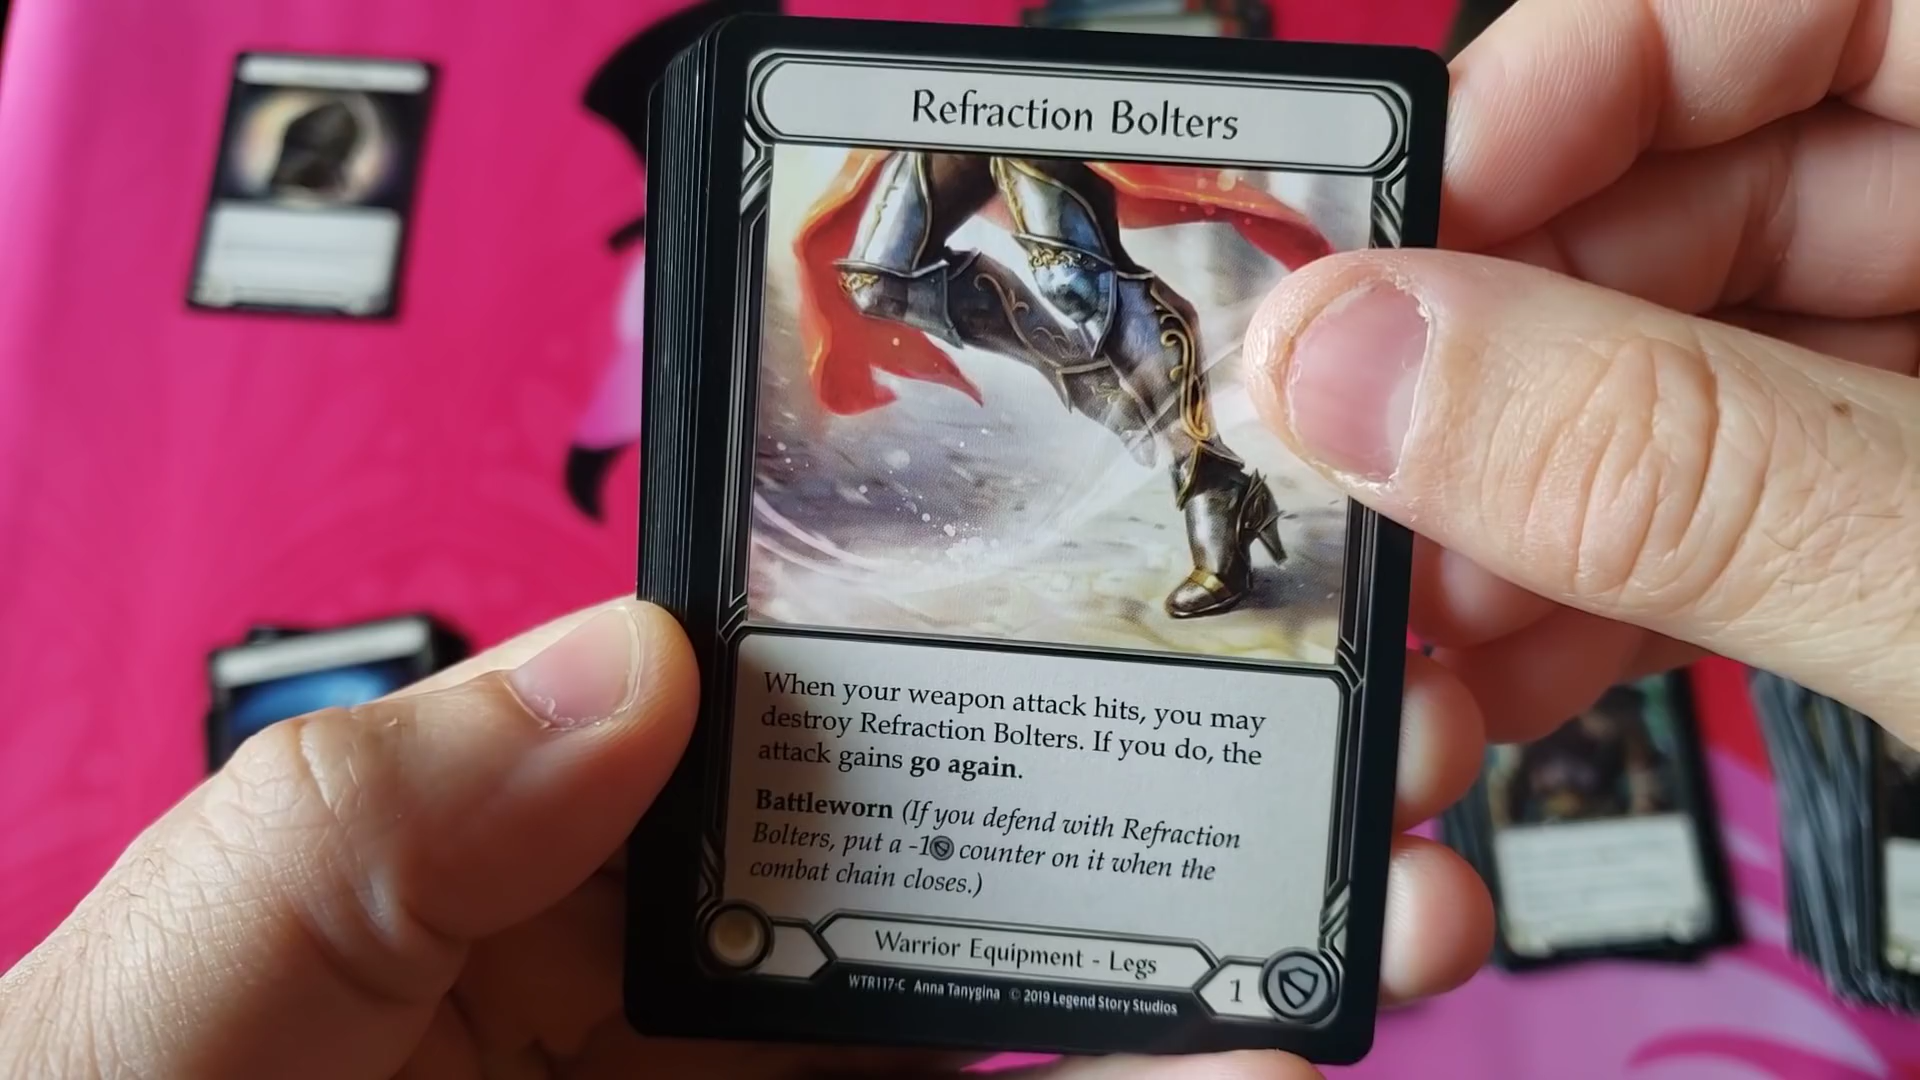 Refraction Bolters
When your weapon attack hits, you may
destroy Refraction Bolters. If you do, the
attack gains go again.
Battleworn (If you defend with Refraction
Bolters, put a -1 counter on it when the
combat chain closes.)
Warrior Equipment - Legs
1
WTR117-C Anna Tanygina © 2019 Legend Story Studios